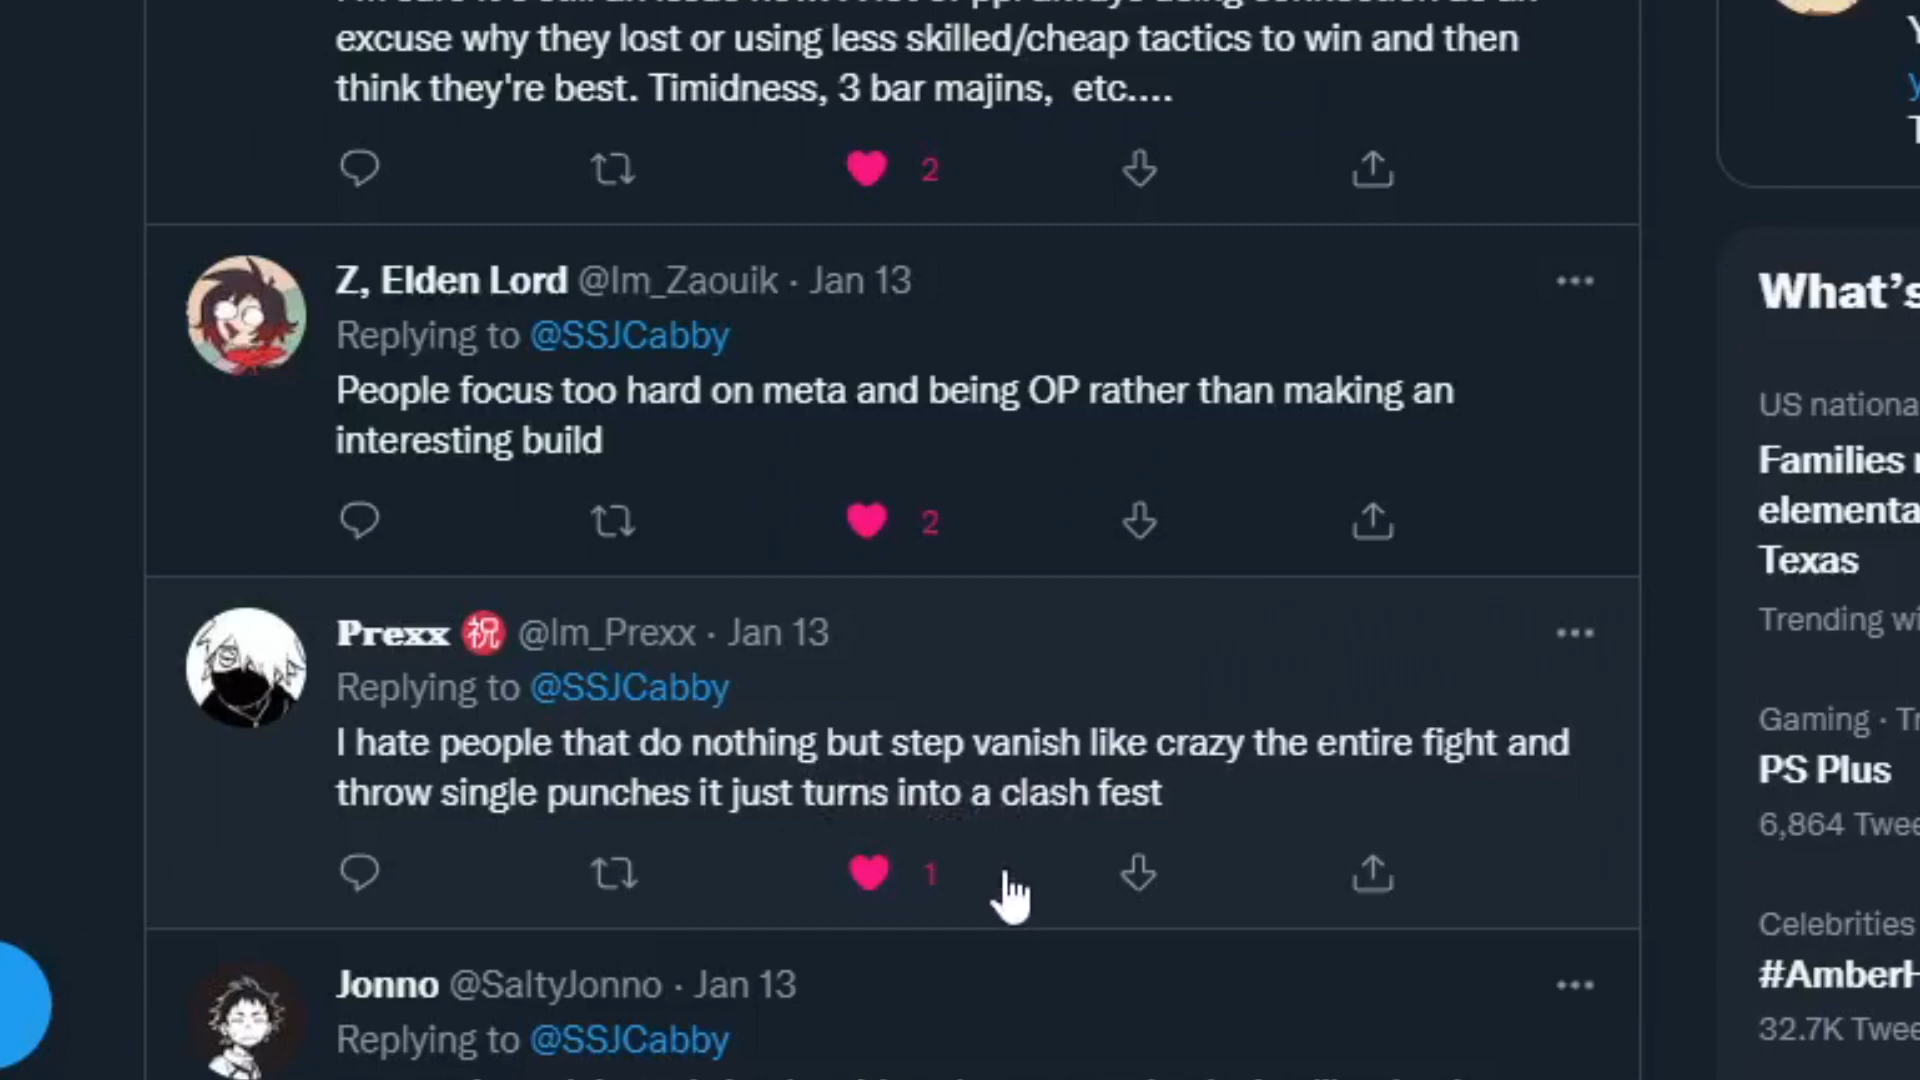 excuse why they lost or using less skilled/cheap tactics to win and then
think they're best. Timidness, 3 bar majins, etc....
2
Z, Elden Lord @Im_Zaouik · Jan 13
Replying to @SSJCabby
People focus too hard on meta and being OP rather than making an
interesting build
2
Prexx ㊗ @Im_Prexx · Jan 13
Replying to @SSJCabby
I hate people that do nothing but step vanish like crazy the entire fight and
throw single punches it just turns into a clash fest
1
Jonno @SaltyJonno · Jan 13
Replying to @SSJCabby
What's
US nationa
Families
elementa
Texas
Trending wi
Gaming · Tr
PS Plus
6,864 Twee
Celebrities
#AmberH
32.7K Twee